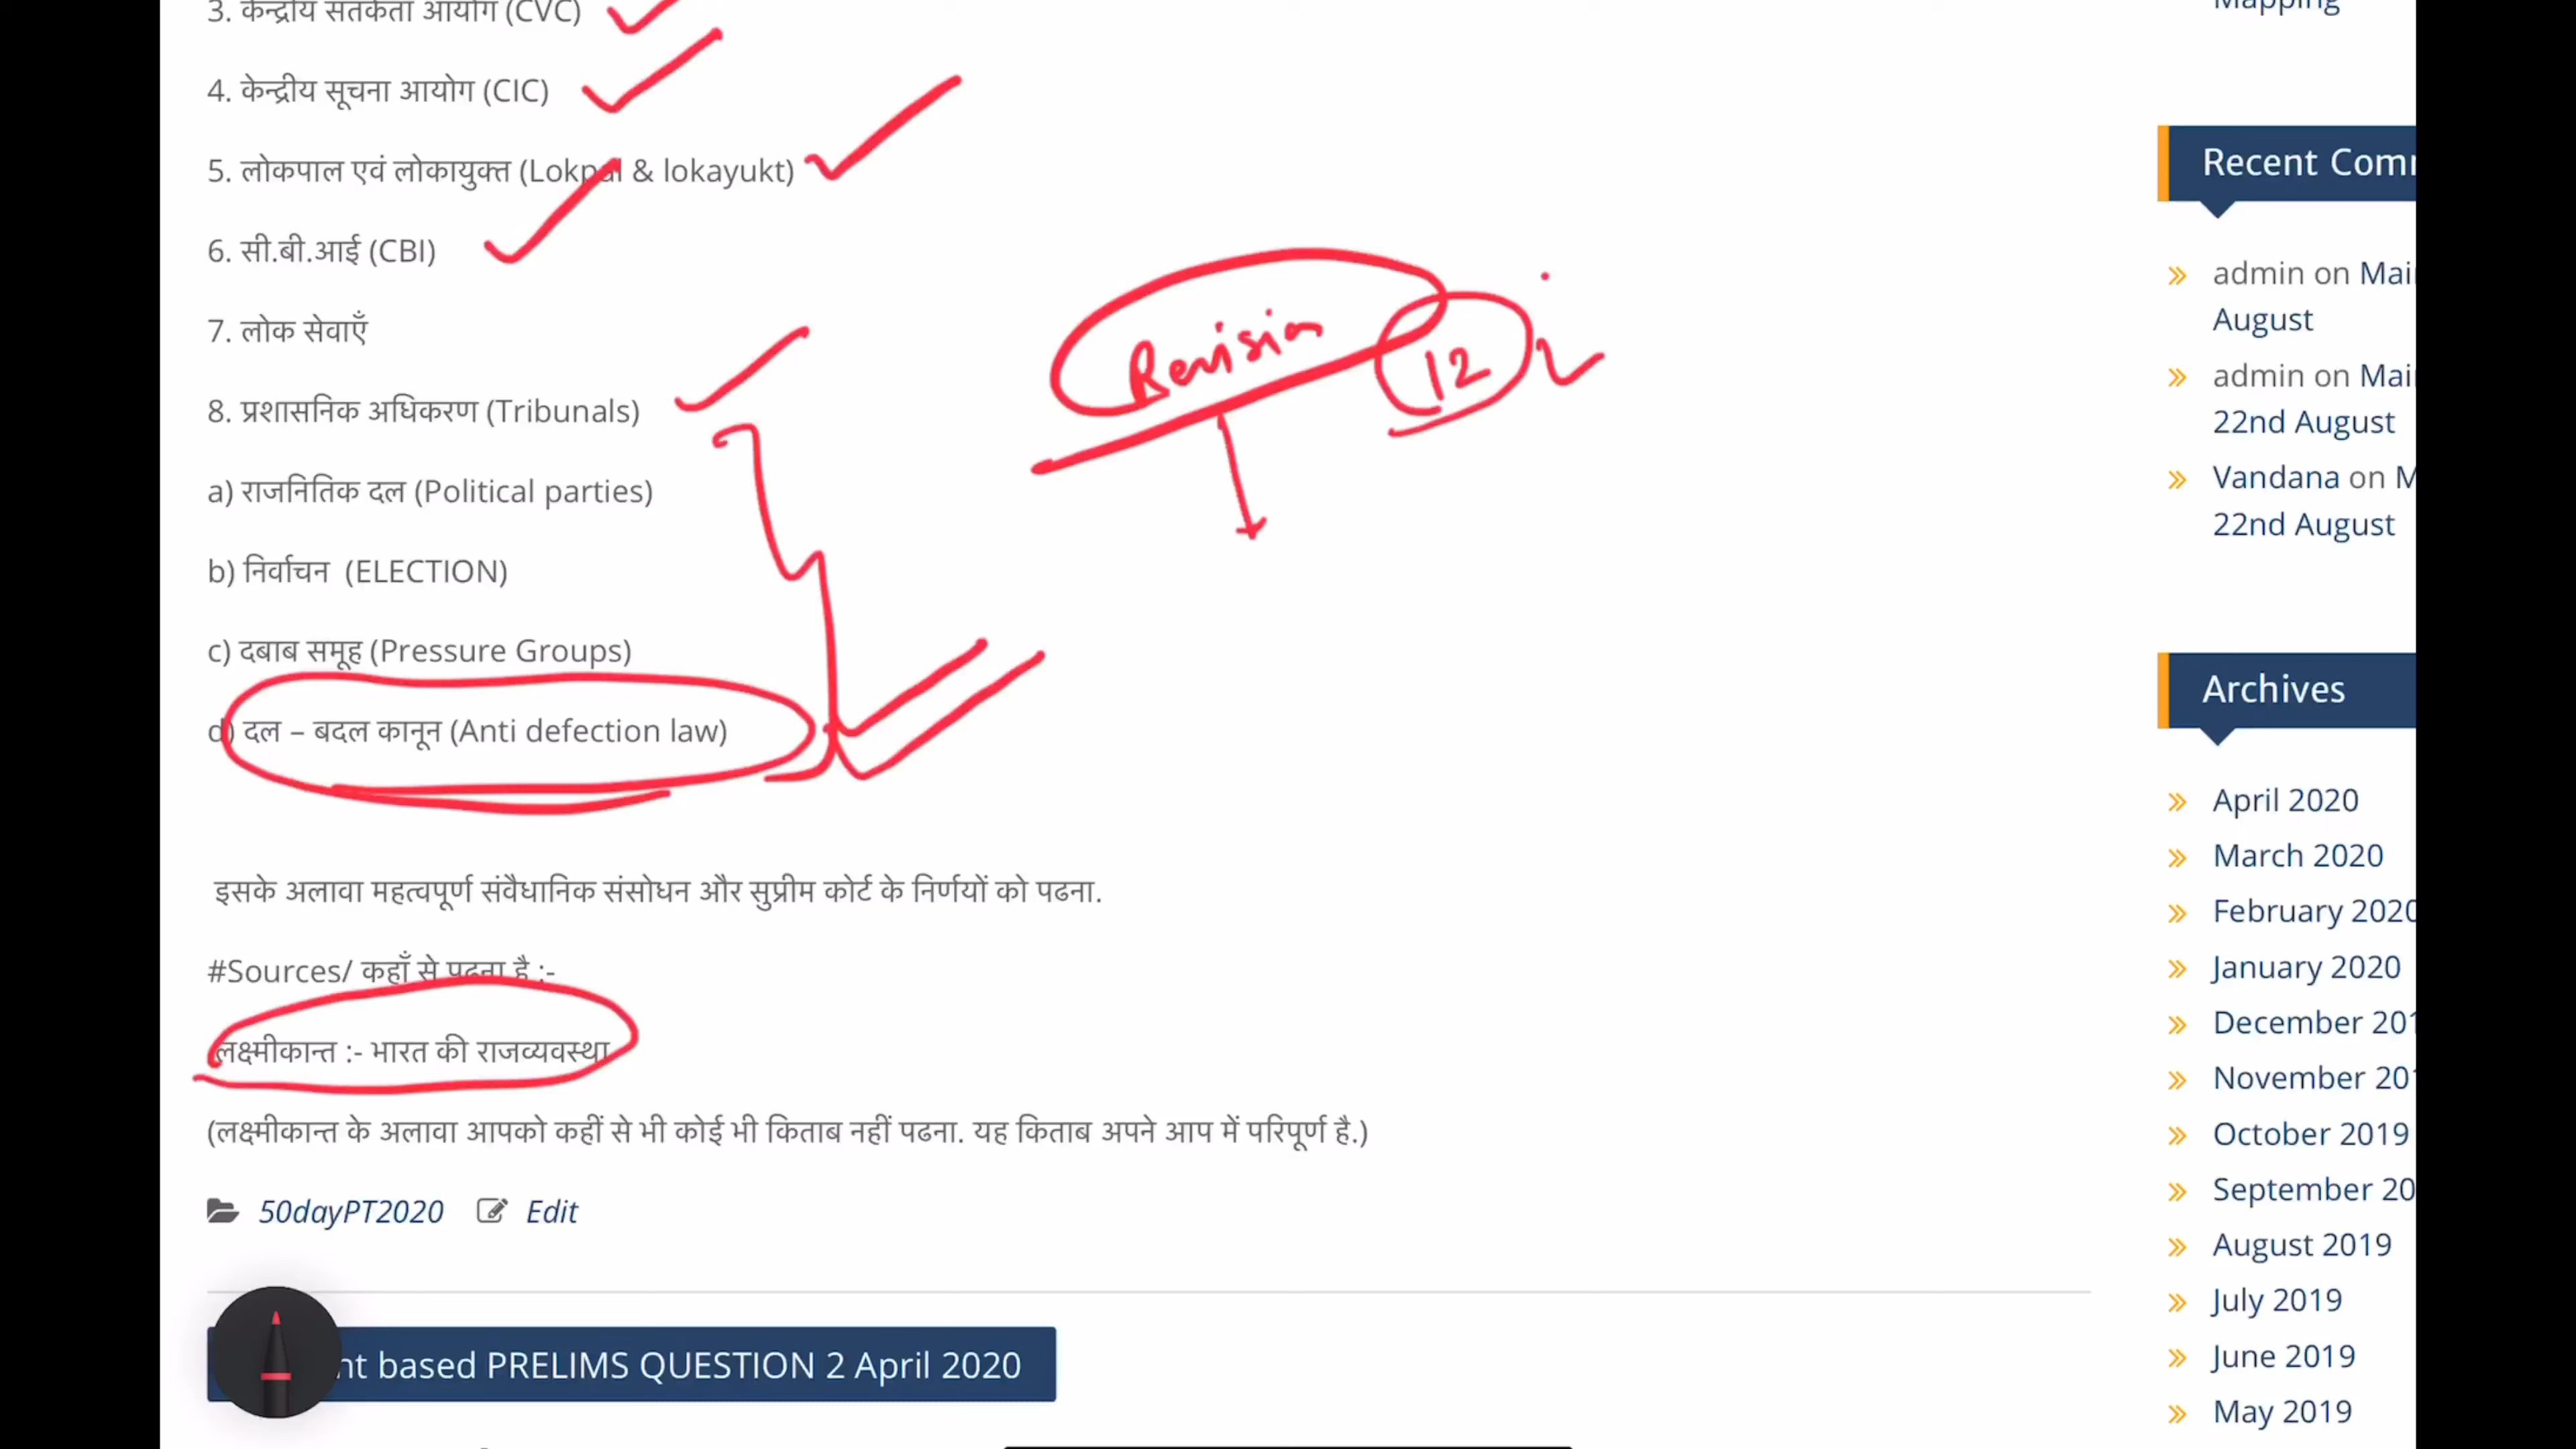 3. केन्द्रीय सतर्कता आयोग (CVC)
4. केन्द्रीय सूचना आयोग (CIC)
5. लोकपाल एवं लोकायुक्त (Lokpal & lokayukt)
6. सी.बी.आई (CBI)
7. लोक सेवाएँ
8. प्रशासनिक अधिकरण (Tribunals)
a) राजनितिक दल (Political parties)
b) निर्वाचन (ELECTION)
c) दबाब समूह (Pressure Groups)
d) दल – बदल कानून (Anti defection law)
Revision 12
इसके अलावा महत्वपूर्ण संवैधानिक संसोधन और सुप्रीम कोर्ट के निर्णयों को पढना.
#Sources/ कहाँ से पढना है :-
लक्ष्मीकान्त :- भारत की राजव्यवस्था
(लक्ष्मीकान्त के अलावा आपको कहीं से भी कोई भी किताब नहीं पढना. यह किताब अपने आप में परिपूर्ण है.)
50dayPT2020 Edit
based PRELIMS QUESTION 2 April 2020
Mapping
Recent Com
admin on Mai
August
admin on Mai
22nd August
Vandana on M
22nd August
Archives
April 2020
March 2020
February 2020
January 2020
December 201
November 201
October 2019
September 20
August 2019
July 2019
June 2019
May 2019